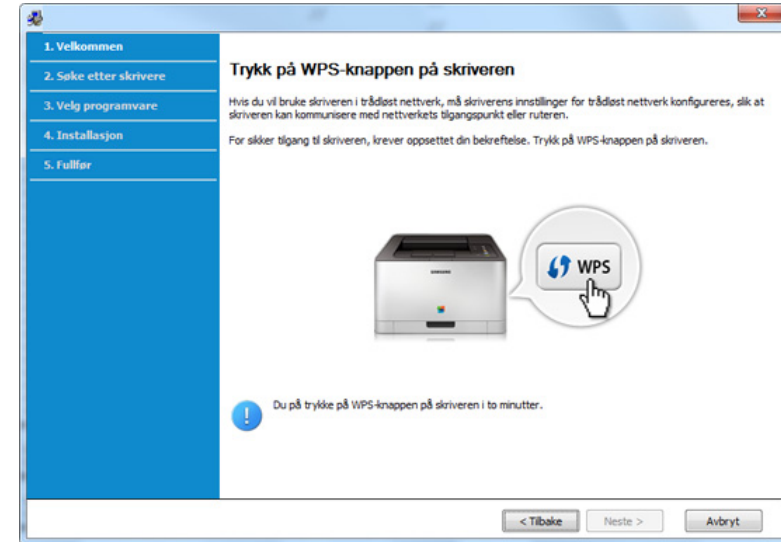 1. Velkommen
2. Søke etter skrivere
3. Velg programvare
4. Installasjon
5. Fullfør
Trykk på WPS-knappen på skriveren
Hvis du vil bruke skriveren i trådløst nettverk, må skriverens innstillinger for trådløst nettverk konfigureres, slik at
skriveren kan kommunisere med nettverkets tilgangspunkt eller ruteren.
For sikker tilgang til skriveren, krever oppsettet din bekreftelse. Trykk på WPS-knappen på skriveren.
SAMSUNG
WPS
Du på trykke på WPS-knappen på skriveren i to minutter.
< Tilbake
Neste >
Avbryt